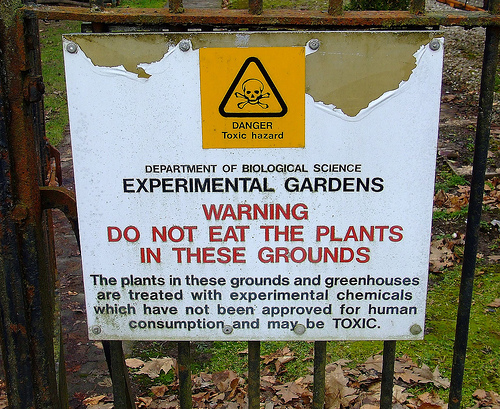 DANGER
Toxic hazard
DEPARTMENT OF BIOLOGICAL SCIENCE
EXPERIMENTAL GARDENS
WARNING
DO NOT EAT THE PLANTS
IN THESE GROUNDS
The plants in these grounds and greenhouses
are treated with experimental chemicals
which have not been approved for human
consumption and may be TOXIC.